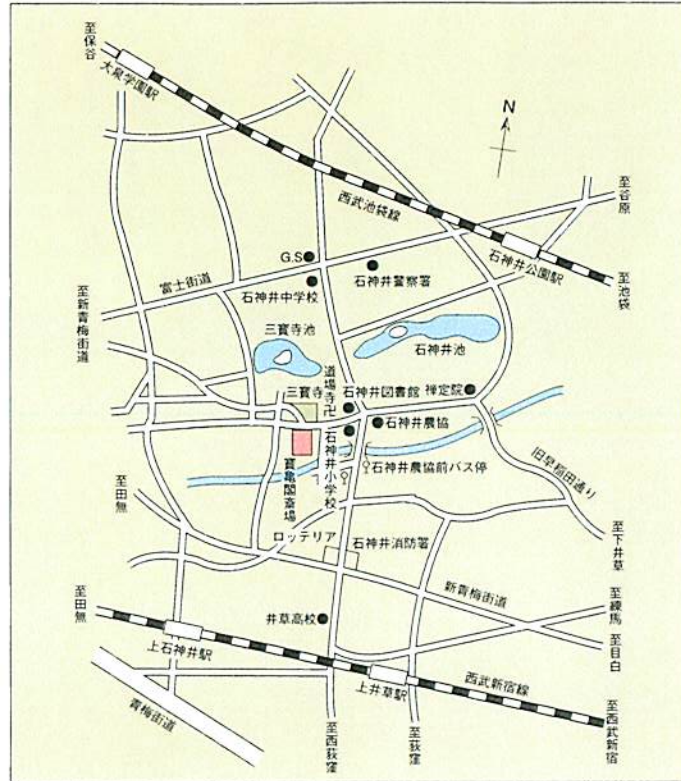 至保谷
大泉学園駅
N
西武池袋線
至谷原
石神井公園駅
至池袋
G.S
石神井警察署
富士街道
石神井中学校
至新青梅街道
三寶寺池
石神井池
道場寺卍
三寶寺
石神井図書館
禅定院
石神井農協
石神井小学校
石神井農協前バス停
旧早稲田通り
寶亀閣斎場
至田無
ロッテリア
石神井消防署
至下井草
新青梅街道
至練馬
至田無
井草高校
至目白
上石神井駅
上井草駅
西武新宿線
青梅街道
至西荻窪
至荻窪
至西武新宿